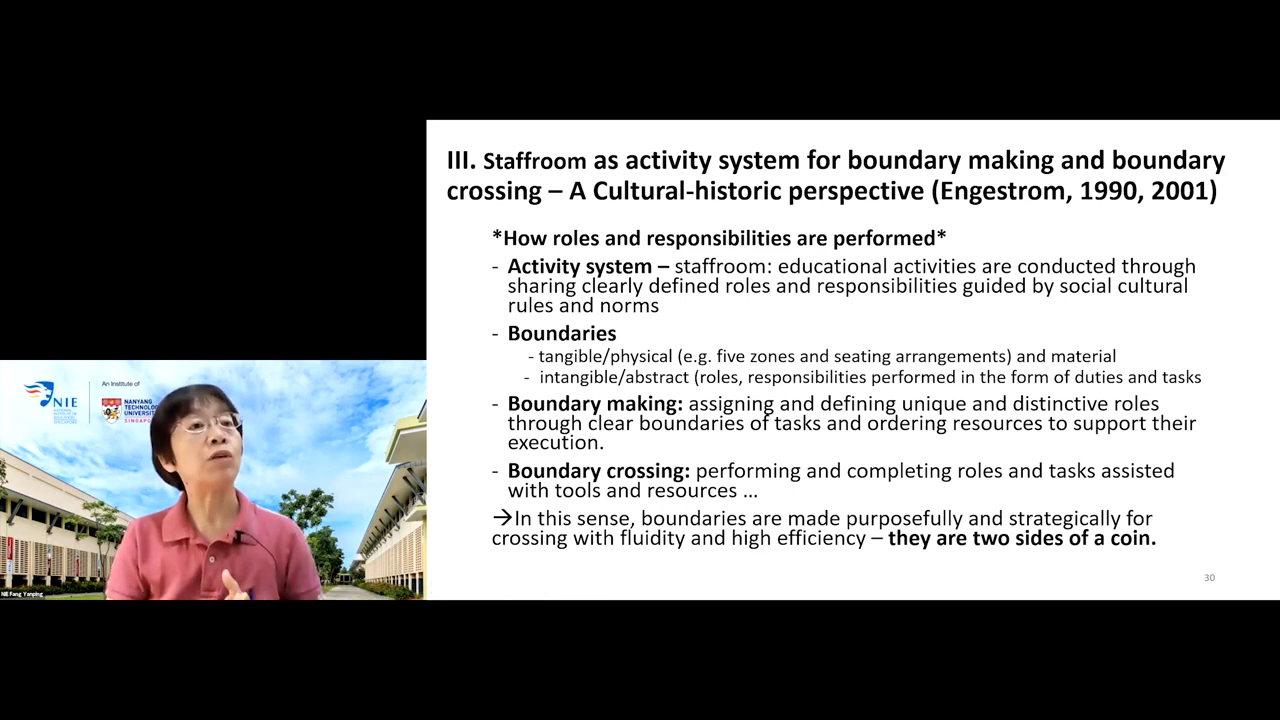 III. Staffroom as activity system for boundary making and boundary
crossing – A Cultural-historic perspective (Engestrom, 1990, 2001)
*How roles and responsibilities are performed*
- Activity system – staffroom: educational activities are conducted through
sharing clearly defined roles and responsibilities guided by social cultural
rules and norms
- Boundaries
- tangible/physical (e.g. five zones and seating arrangements) and material
- intangible/abstract (roles, responsibilities performed in the form of duties and tasks
- Boundary making: assigning and defining unique and distinctive roles
through clear boundaries of tasks and ordering resources to support their
execution.
- Boundary crossing: performing and completing roles and tasks assisted
with tools and resources ...
→In this sense, boundaries are made purposefully and strategically for
crossing with fluidity and high efficiency – they are two sides of a coin.
30
NIE
An Institute of
NANYANG
TECHNOLO
UNIVERSI
SINGAPO
NIE Fang Yanping